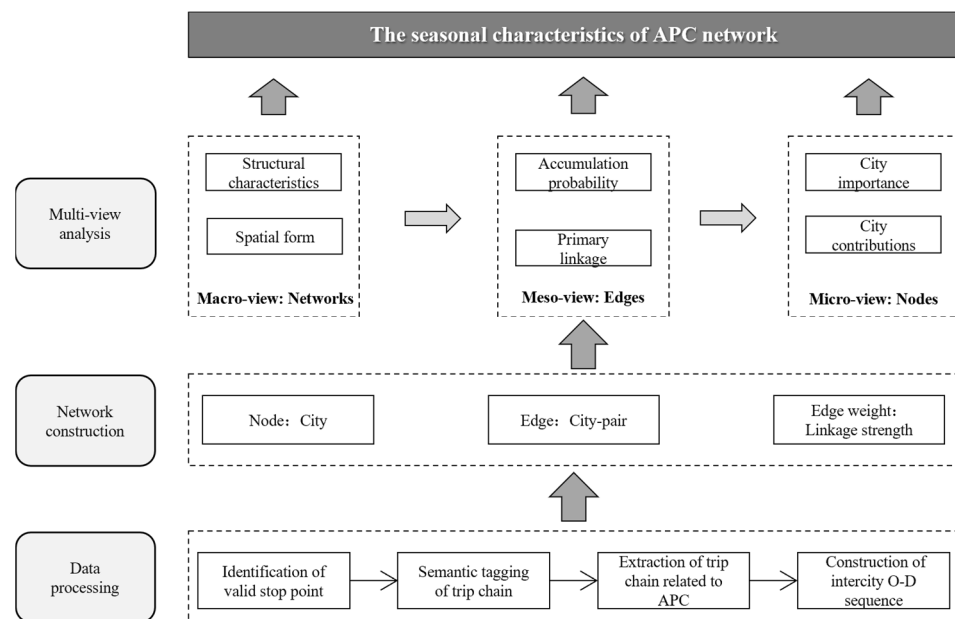 The seasonal characteristics of APC network
Multi-view
analysis
Structural
characteristics
Spatial form
Macro-view: Networks
Accumulation
probability
Primary
linkage
Meso-view: Edges
City
importance
City
contributions
Micro-view: Nodes
Network
construction
Node：City
Edge：City-pair
Edge weight：
Linkage strength
Data
processing
Identification of
valid stop point
Semantic tagging
of trip chain
Extraction of trip
chain related to
APC
Construction of
intercity O-D
sequence